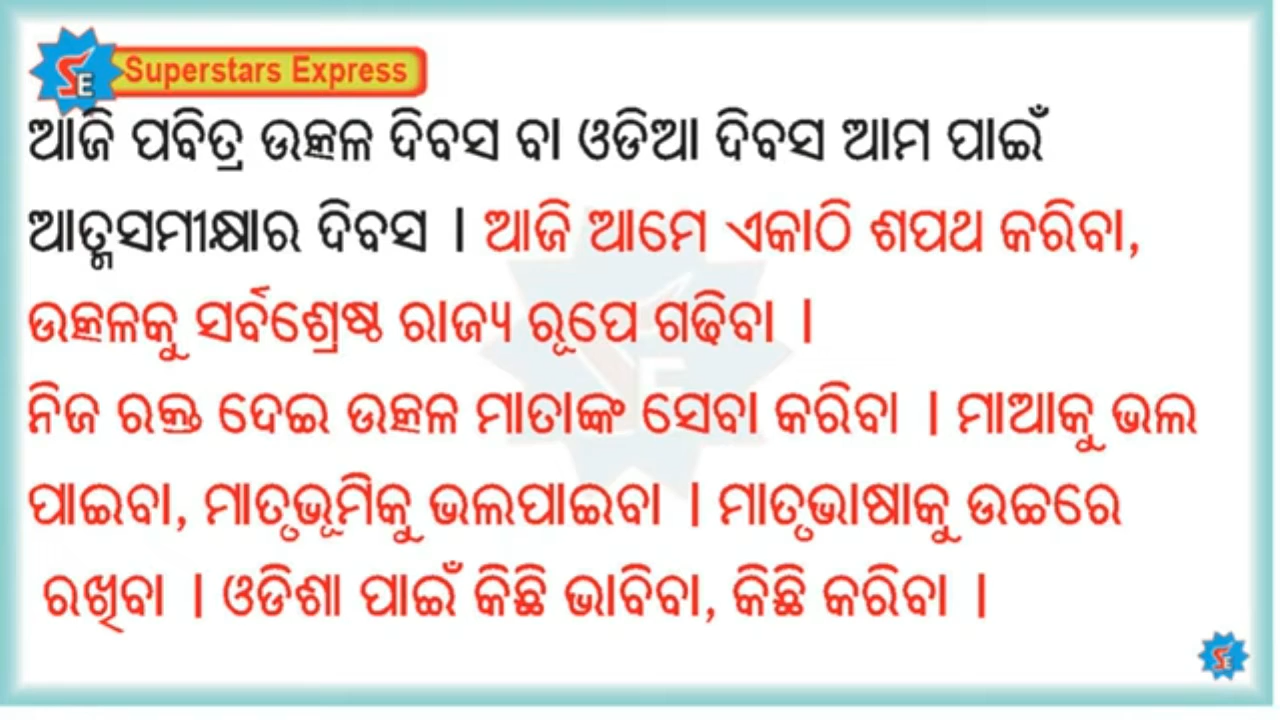 Superstars Express
ଆଜି ପବିତ୍ର ଉତ୍କଳ ଦିବସ ବା ଓଡିଆ ଦିବସ ଆମ ପାଇଁ
ଆତ୍ମସମୀକ୍ଷାର ଦିବସ । ଆଜି ଆମେ ଏକାଠି ଶପଥ କରିବା,
ଉତ୍କଳକୁ ସର୍ବଶ୍ରେଷ୍ଠ ରାଜ୍ୟ ରୂପେ ଗଢିବା ।
ନିଜ ରକ୍ତ ଦେଇ ଉତ୍କଳ ମାତାଙ୍କ ସେବା କରିବା । ମାଆକୁ ଭଲ
ପାଇବା, ମାତୃଭୂମିକୁ ଭଲପାଇବା । ମାତୃଭାଷାକୁ ଉଚ୍ଚରେ
ରଖିବା । ଓଡିଶା ପାଇଁ କିଛି ଭାବିବା, କିଛି କରିବା ।